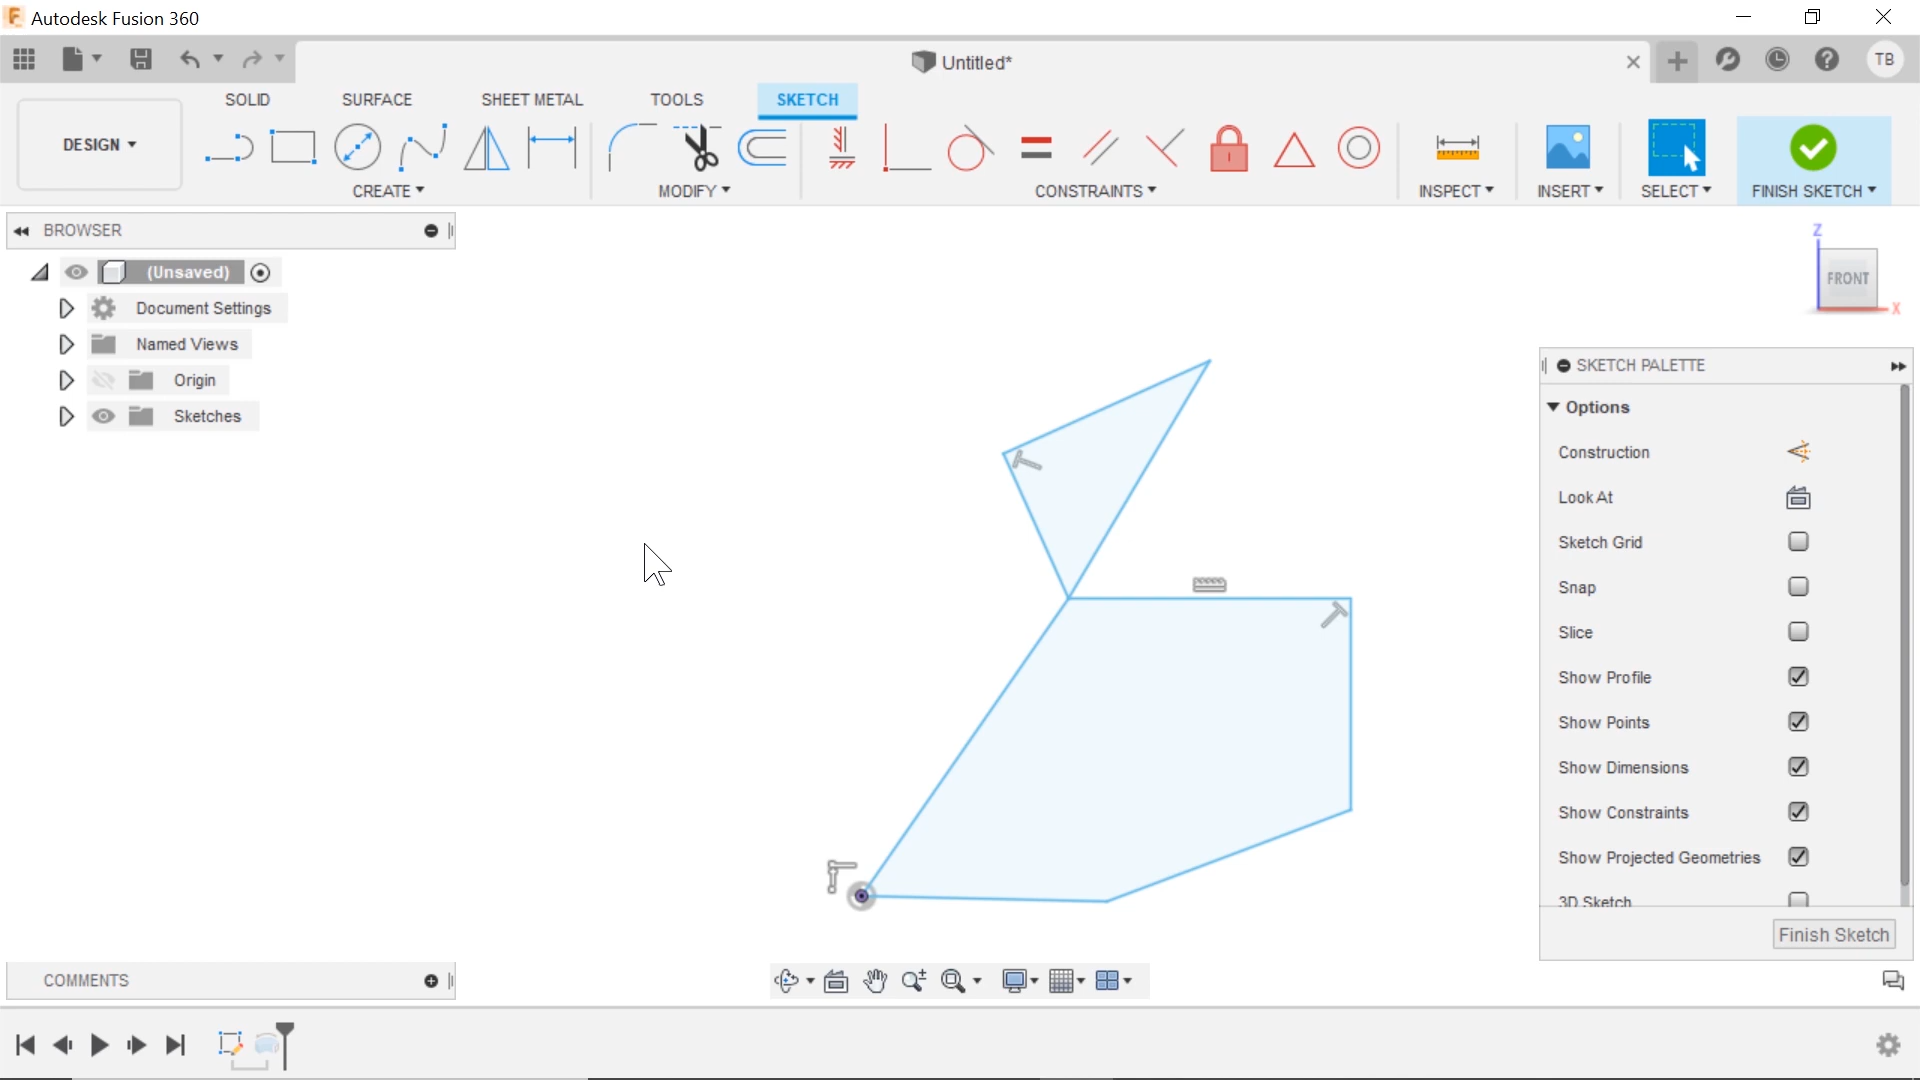 Autodesk Fusion 360
Untitled*
TB
SOLID
SURFACE
SHEET METAL
TOOLS
SKETCH
DESIGN
CREATE
MODIFY
CONSTRAINTS
INSPECT
INSERT
SELECT
FINISH SKETCH
BROWSER
(Unsaved)
Document Settings
Named Views
Origin
Sketches
Z
FRONT
X
SKETCH PALETTE
Options
Construction
Look At
Sketch Grid
Snap
Slice
Show Profile
Show Points
Show Dimensions
Show Constraints
Show Projected Geometries
3D Sketch
Finish Sketch
COMMENTS